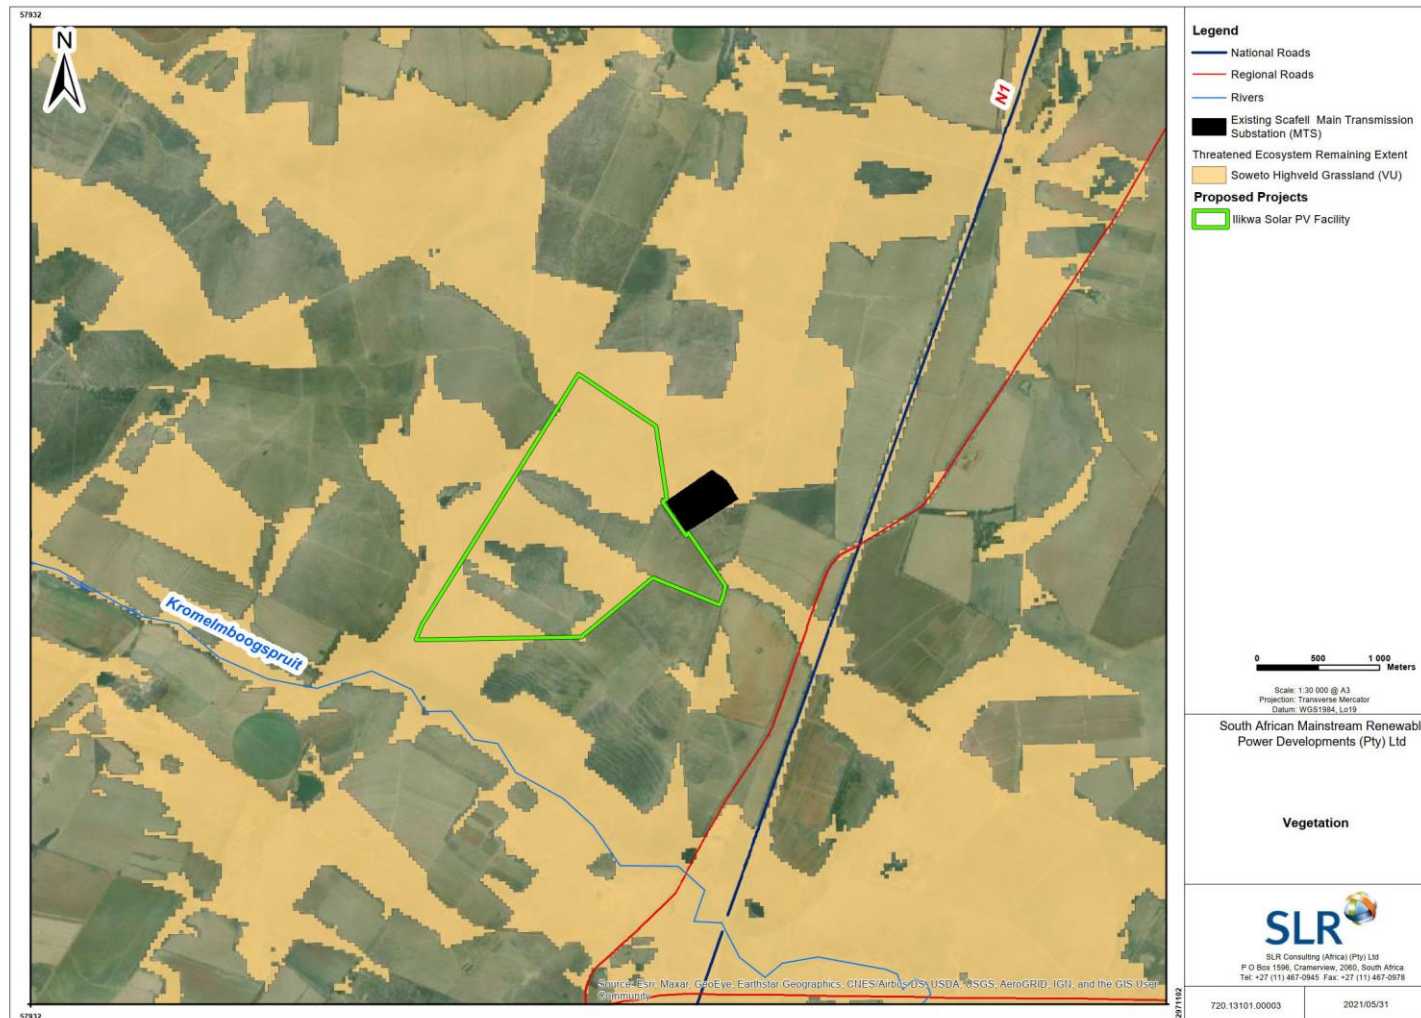 57932
N
N1
Kromelmboogspruit
Source: Esri, Maxar, GeoEye, Earthstar Geographics, CNES/Airbus DS, USDA, USGS, AeroGRID, IGN, and the GIS User
Community
57932
2971102
Legend
National Roads
Regional Roads
Rivers
Existing Scafell Main Transmission
Substation (MTS)
Threatened Ecosystem Remaining Extent
Soweto Highveld Grassland (VU)
Proposed Projects
Ilikwa Solar PV Facility
0 500 1 000
Meters
Scale: 1:30 000 @ A3
Projection: Transverse Mercator
Datum: WGS1984, Lo19
South African Mainstream Renewabl
Power Developments (Pty) Ltd
Vegetation
SLR
SLR Consulting (Africa) (Pty) Ltd
P O Box 1596, Cramerview, 2060, South Africa
Tel: +27 (11) 467-0945 Fax: +27 (11) 467-0978
720.13101.00003
2021/05/31